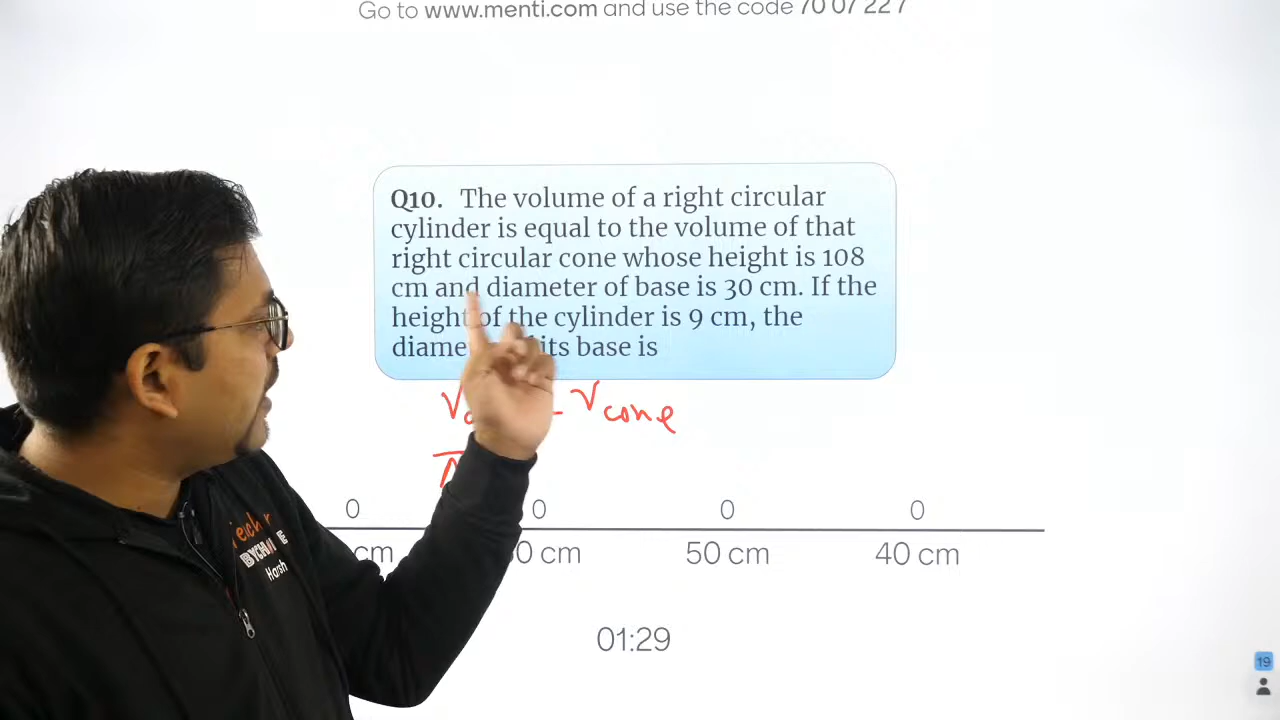 Go to www.menti.com and use the code 70 07 22 7
Q10. The volume of a right circular
cylinder is equal to the volume of that
right circular cone whose height is 108
cm and diameter of base is 30 cm. If the
height of the cylinder is 9 cm, the
its base is
V = V cone
π
0 0 0 0
cm 0 cm 50 cm 40 cm
01:29
Harsh
19